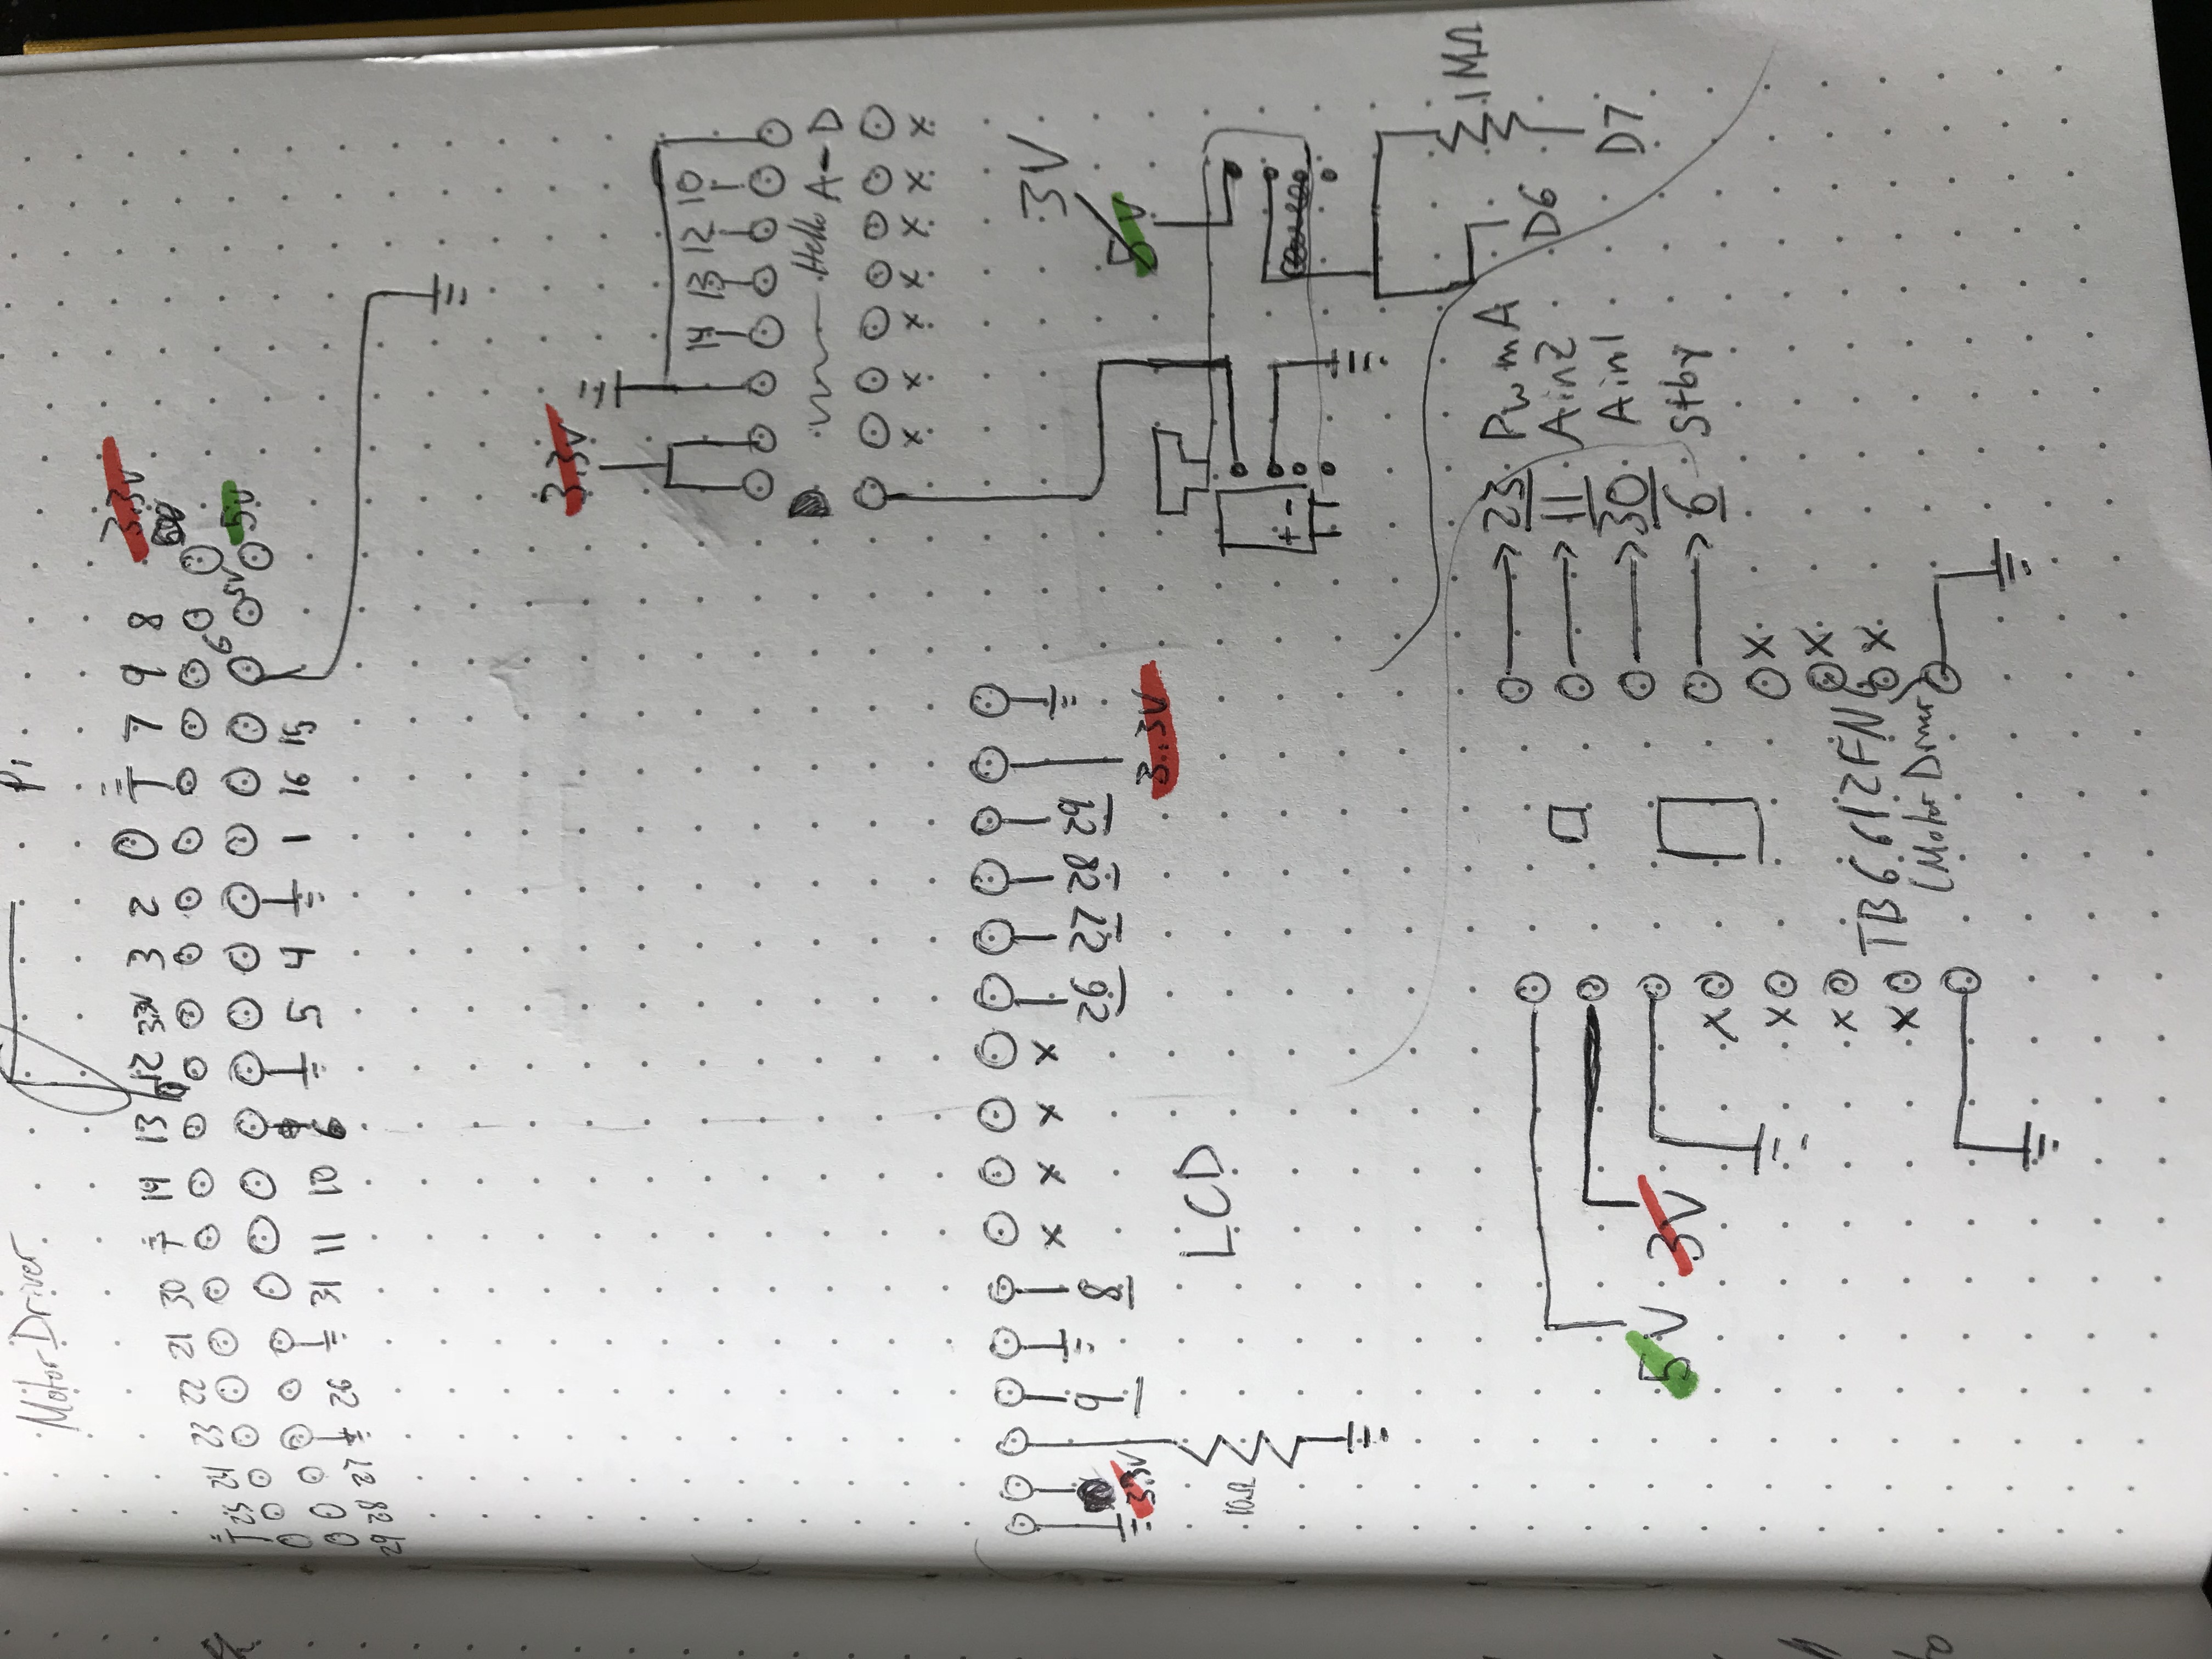 Motor Driver
Pi
3.3v
23 22 21 30 14 13 12 3.3V 3 2 0 7 9 8
25 24
6 5V 5v
29 28 27 26 31 11 10 6 5 4 1 16 15
3.3v
14 13 12 10
Hello A-D
x x x x x x x
9 8 x x x x 26 27 28 29
3.3V 3.3V
3V
5v
LCD
10Ω
+ -
1MΩ
D6
D7
5V 3V
23 PwmA
11 Ain2
30 Ain1
6 Stby
x x
x x
x x
x
TB6612FN
(Motor Driver)